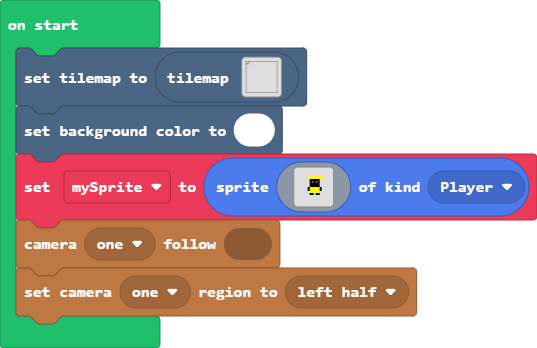 on start
set tilemap to tilemap
set background color to
set mySprite to sprite of kind Player
camera one follow
set camera one region to left half